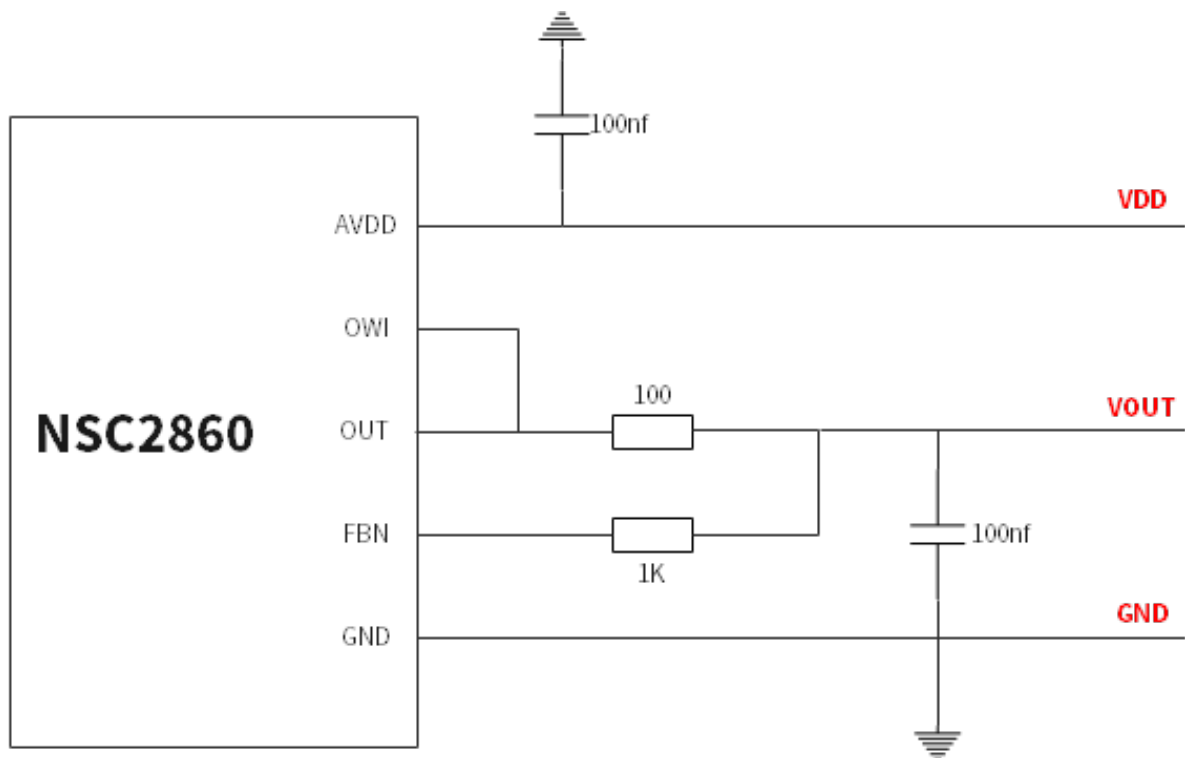 100nf
VDD
AVDD
OWI
100
VOUT
NSC2860
OUT
FBN
100nf
1K
GND
GND